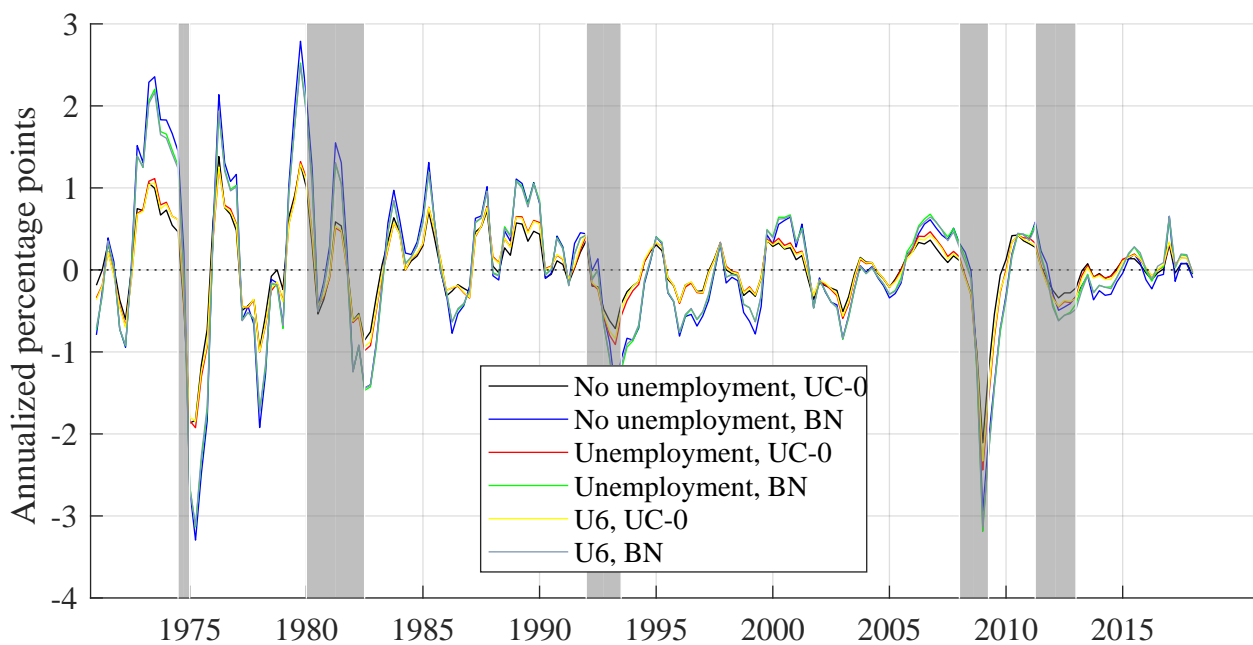 Annualized percentage points
3
2
1
0
-1
-2
-3
-4
No unemployment, UC-0
No unemployment, BN
Unemployment, UC-0
Unemployment, BN
U6, UC-0
U6, BN
1975 1980 1985 1990 1995 2000 2005 2010 2015